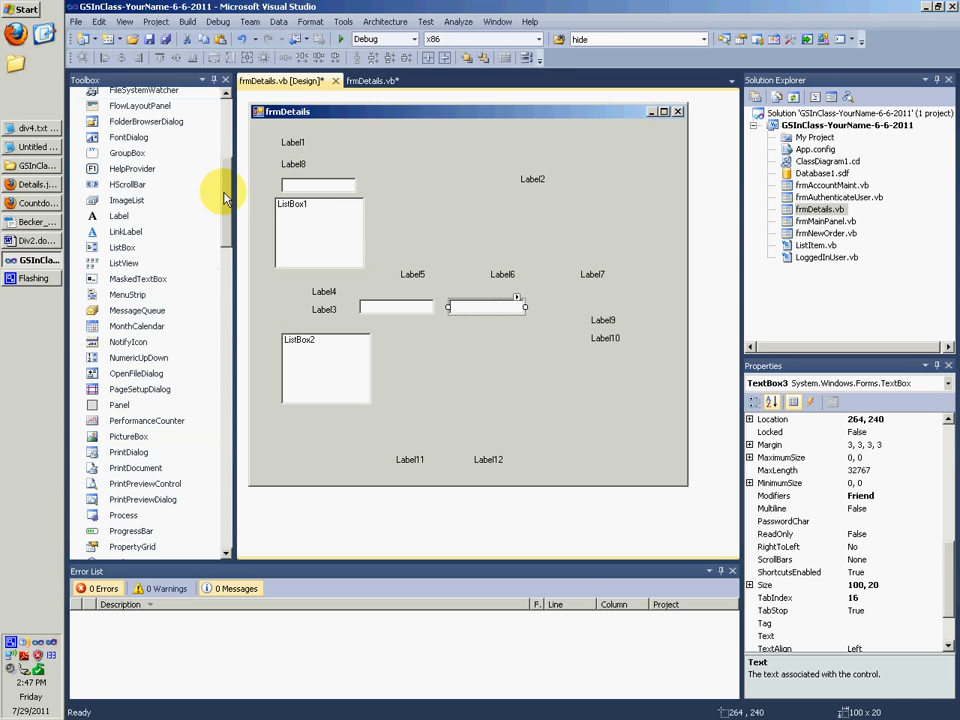 Start
GSInClass-YourName-6-6-2011 - Microsoft Visual Studio
File Edit View Project Build Debug Team Data Format Tools Architecture Test Analyze Window Help
Debug x86 hide
Toolbox
FileSystemWatcher
FlowLayoutPanel
FolderBrowserDialog
FontDialog
GroupBox
HelpProvider
HScrollBar
ImageList
A Label
LinkLabel
ListBox
ListView
MaskedTextBox
MenuStrip
MessageQueue
MonthCalendar
NotifyIcon
NumericUpDown
OpenFileDialog
PageSetupDialog
Panel
PerformanceCounter
PictureBox
PrintDialog
PrintDocument
PrintPreviewControl
PrintPreviewDialog
Process
ProgressBar
PropertyGrid
frmDetails.vb [Design]* frmDetails.vb*
frmDetails
Label1
Label8
Label2
ListBox1
Label5 Label6 Label7
Label4
Label3
Label9
Label10
ListBox2
Label11 Label12
Solution Explorer
Solution 'GSInClass-YourName-6-6-2011' (1 project)
GSInClass-YourName-6-6-2011
My Project
App.config
ClassDiagram1.cd
Database1.sdf
frmAccountMaint.vb
frmAuthenticateUser.vb
frmDetails.vb
frmMainPanel.vb
frmNewOrder.vb
ListItem.vb
LoggedInUser.vb
Properties
TextBox3 System.Windows.Forms.TextBox
Location 264, 240
Locked False
Margin 3, 3, 3, 3
MaximumSize 0, 0
MaxLength 32767
MinimumSize 0, 0
Modifiers Friend
Multiline False
PasswordChar
ReadOnly False
RightToLeft No
ScrollBars None
ShortcutsEnabled True
Size 100, 20
TabIndex 16
TabStop True
Tag
Text
TextAlign Left
Text
The text associated with the control.
Error List
0 Errors 0 Warnings 0 Messages
Description F. Line Column Project
div4.txt ...
Untitled ...
GSInCla...
Details.j...
Countdo...
Becker_...
Div2.do...
GSInCla...
Flashing
2:47 PM
Friday
7/29/2011
Ready 264 , 240 100 x 20